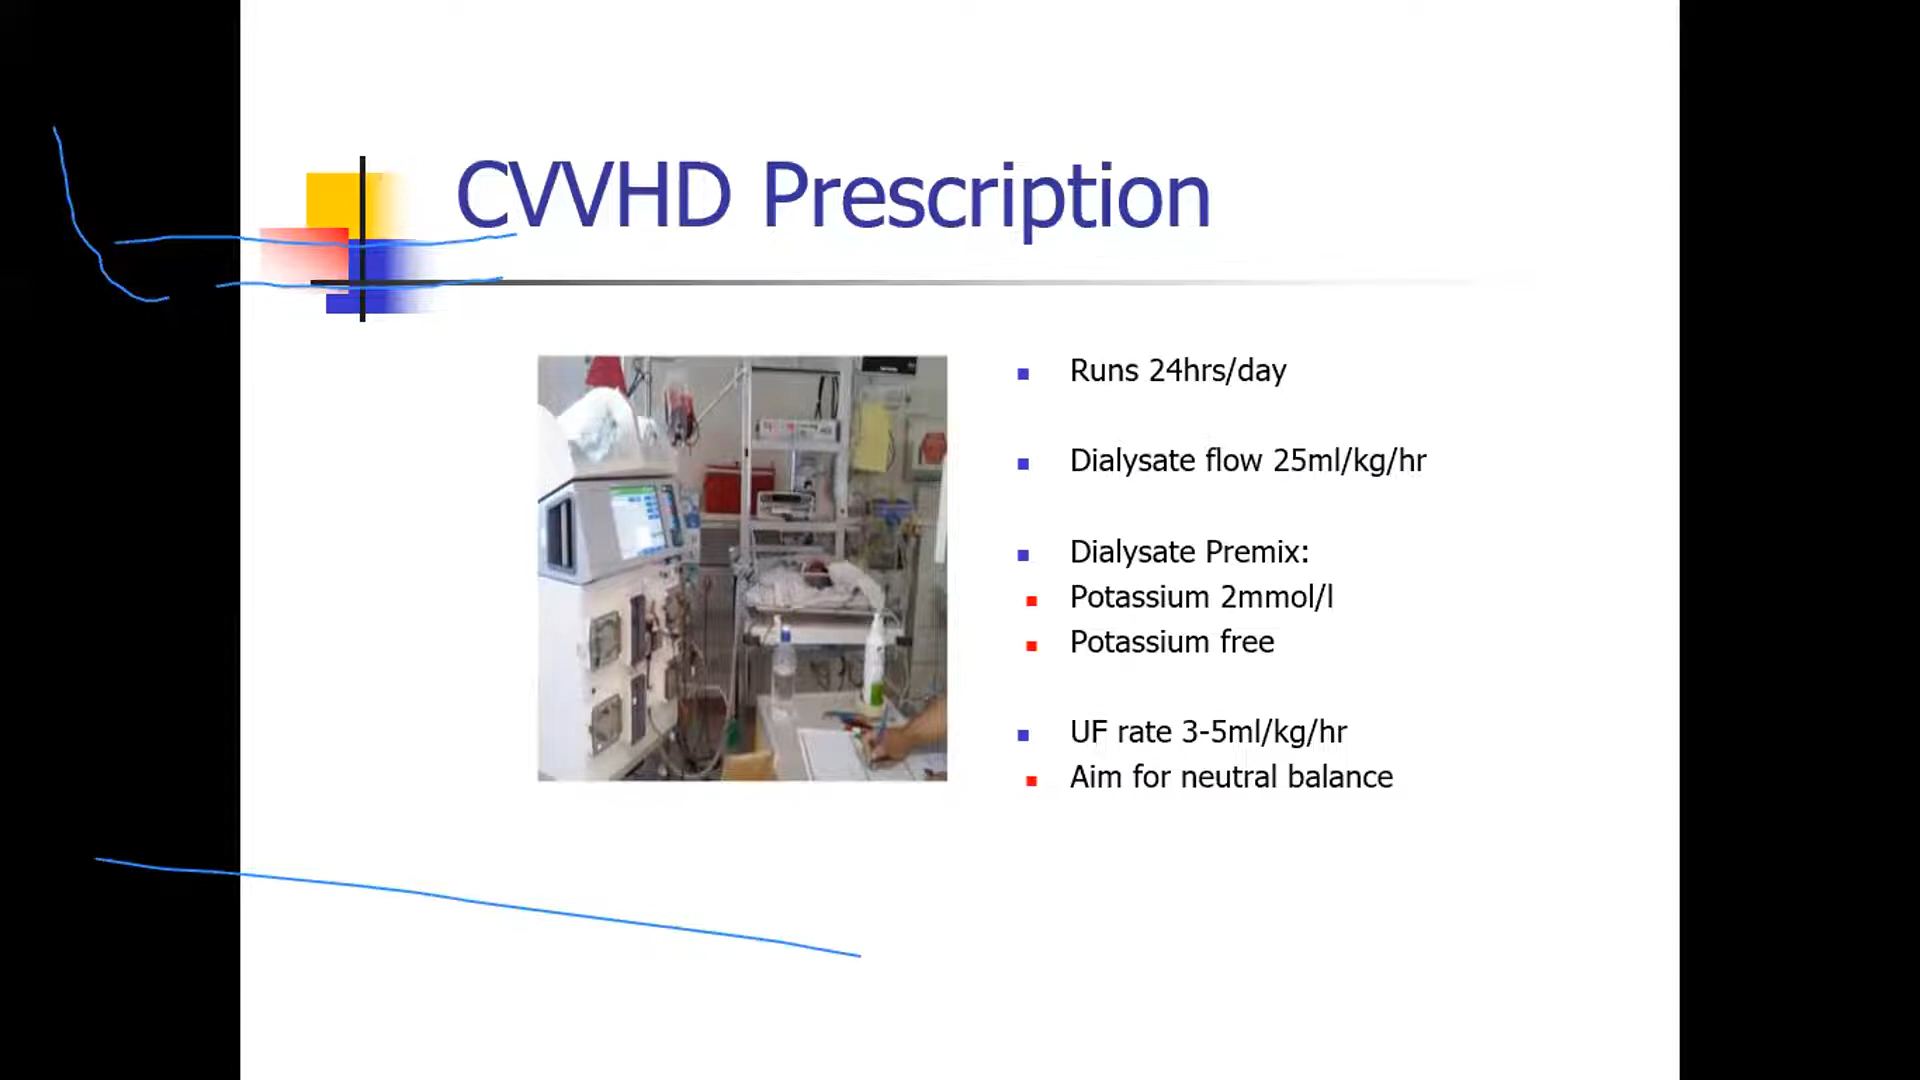 CVVHD Prescription
Runs 24hrs/day
Dialysate flow 25ml/kg/hr
Dialysate Premix:
Potassium 2mmol/l
Potassium free
UF rate 3-5ml/kg/hr
Aim for neutral balance